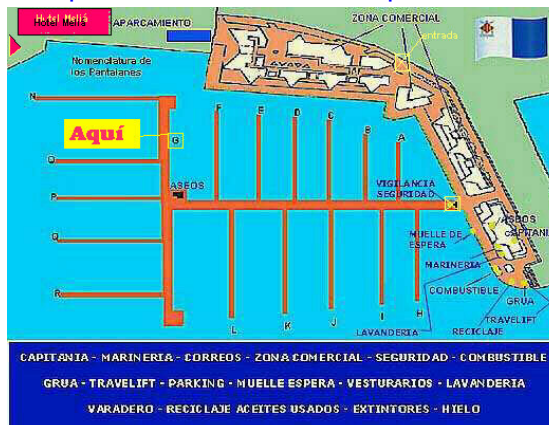 Hotel Meliá
APARCAMIENTO
ZONA COMERCIAL
entrada
Nomenclatura de
los Pantalanes
N
F
E
D
C
B
A
Aquí
G
O
ASEOS
VIGILANCIA
SEGURIDAD
P
ASEOS
CAPITANIA
MUELLE DE
ESPERA
Q
MARINERIA
COMBUSTIBLE
R
GRUA
TRAVELIFT
RECICLAJE
LAVANDERIA
L
K
J
I
H
CAPITANIA - MARINERIA - CORREOS - ZONA COMERCIAL - SEGURIDAD - COMBUSTIBLE
GRUA - TRAVELIFT - PARKING - MUELLE ESPERA - VESTURARIOS - LAVANDERIA
VARADERO - RECICLAJE ACEITES USADOS - EXTINTORES - HIELO